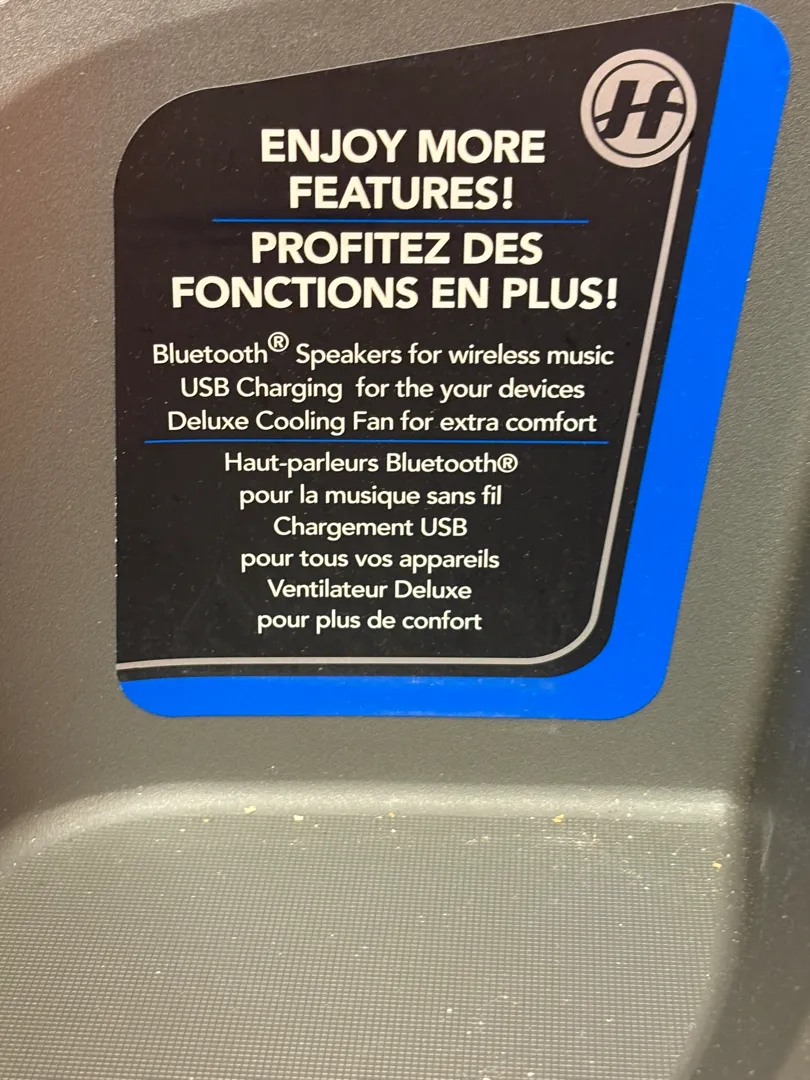 ENJOY MORE
FEATURES!
PROFITEZ DES
FONCTIONS EN PLUS!
Bluetooth® Speakers for wireless music
USB Charging for the your devices
Deluxe Cooling Fan for extra comfort
Haut-parleurs Bluetooth®
pour la musique sans fil
Chargement USB
pour tous vos appareils
Ventilateur Deluxe
pour plus de confort